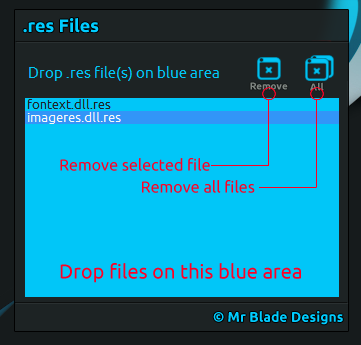 .res Files
Drop .res file(s) on blue area
Remove
All
fontext.dll.res
imageres.dll.res
Remove selected file
Remove all files
Drop files on this blue area
© Mr Blade Designs